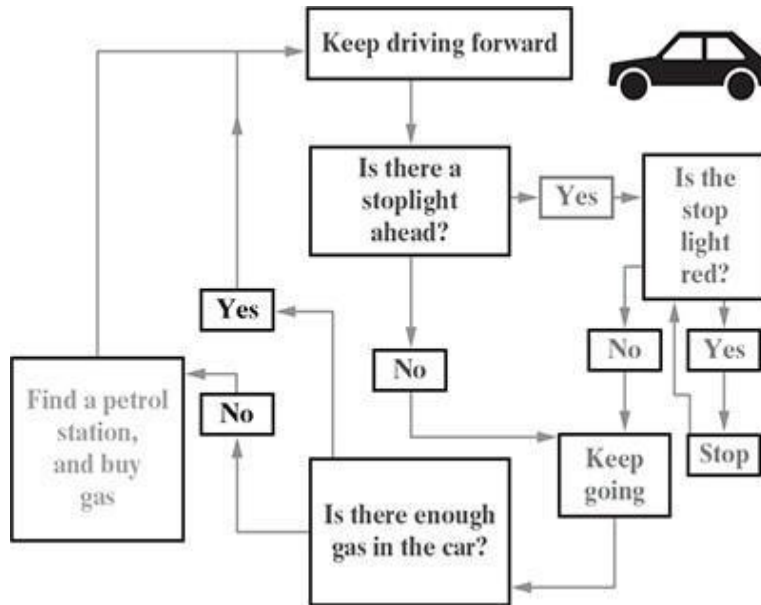 Keep driving forward
Is there a
stoplight
ahead?
Yes
Is the
stop
light
red?
Yes
No
No
Yes
Find a petrol
station,
and buy
gas
No
Keep
going
Stop
Is there enough
gas in the car?